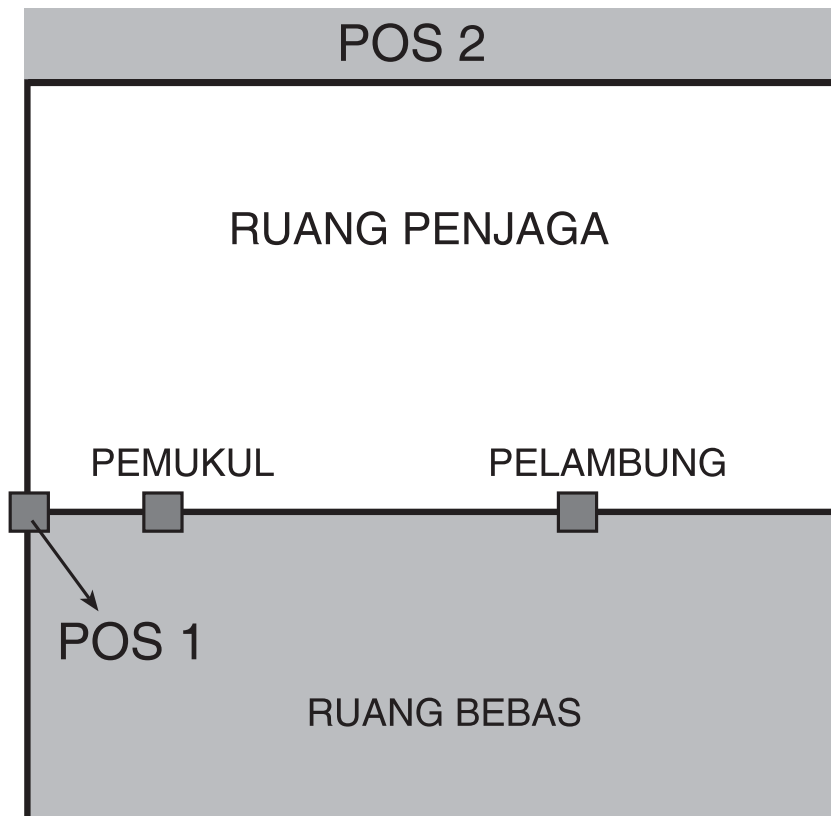 POS 2
RUANG PENJAGA
PEMUKUL
PELAMBUNG
POS 1
RUANG BEBAS